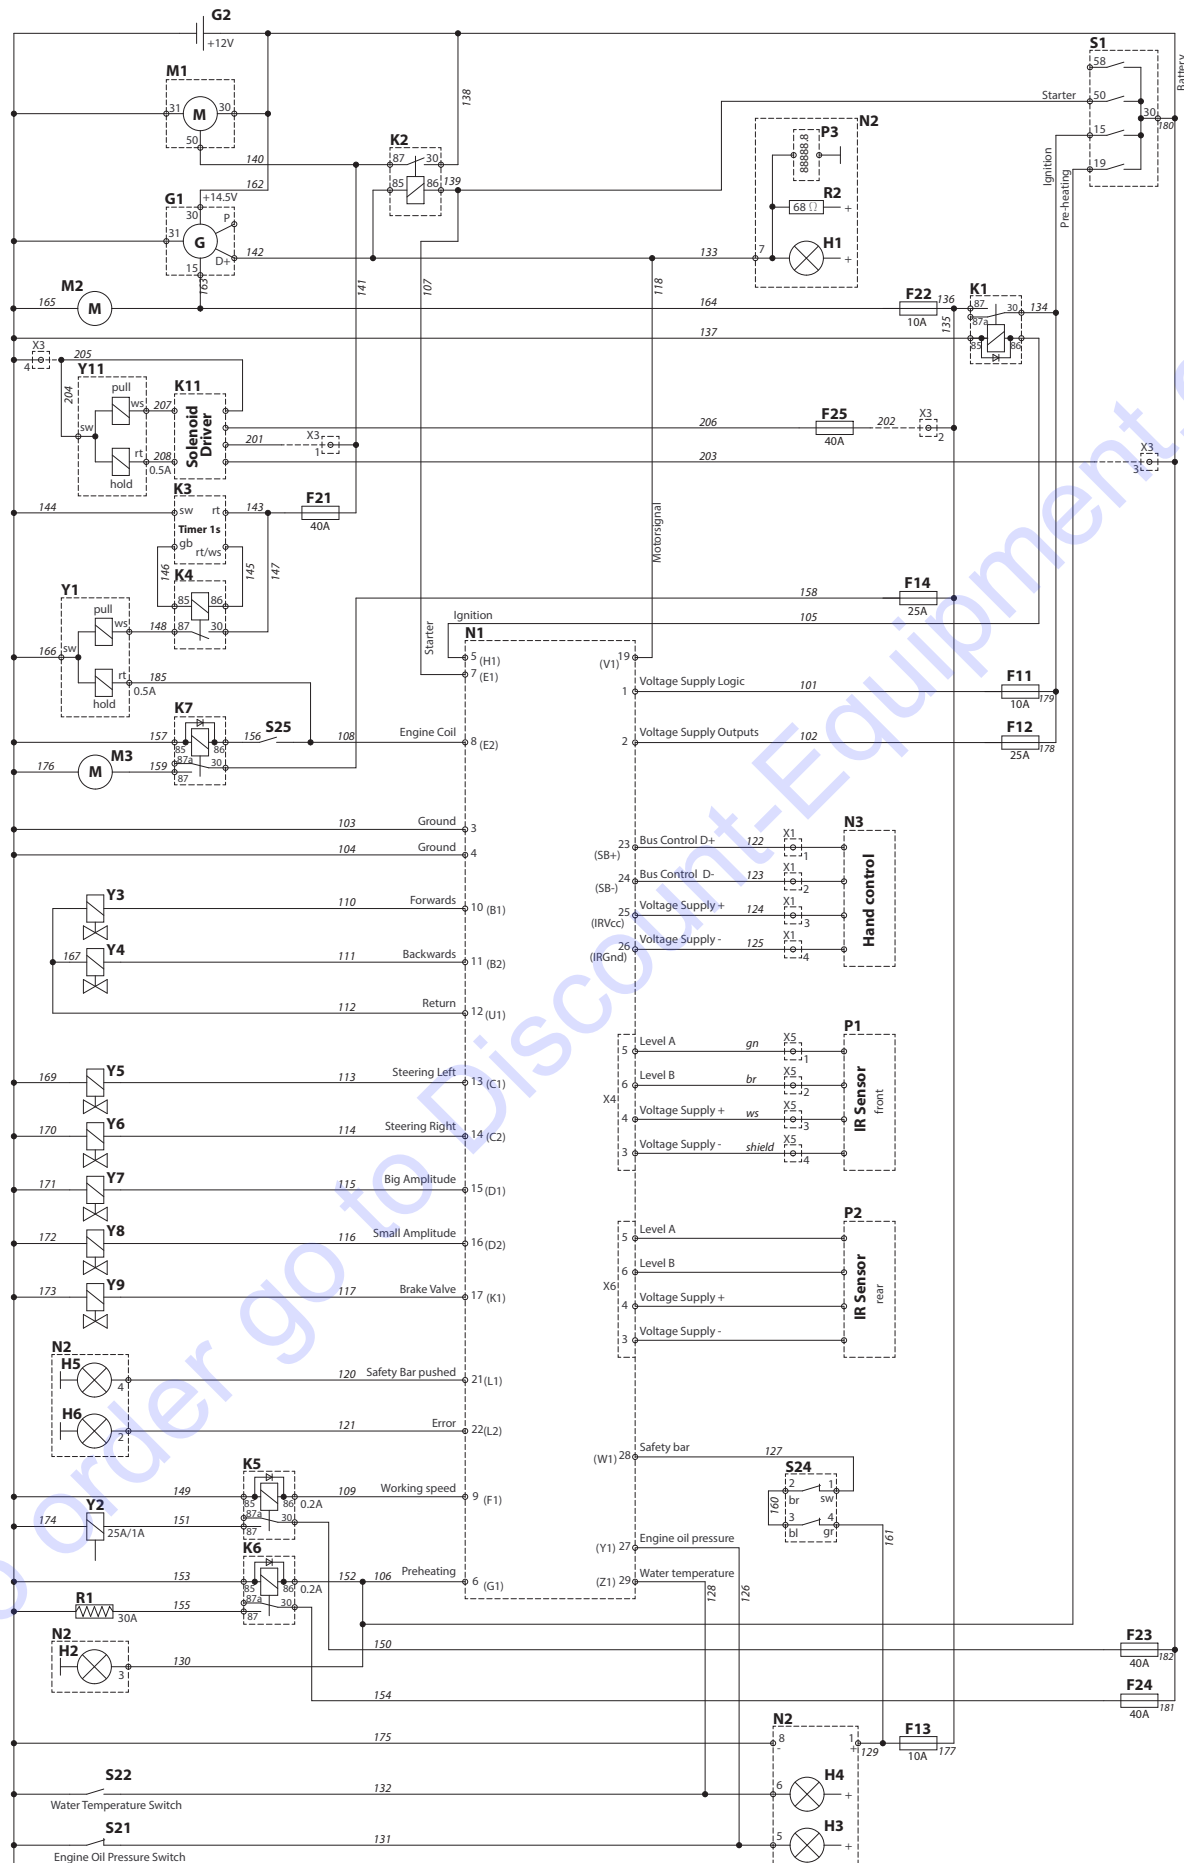 G2
+12V
S1
58
Battery
M1
31
M
30
50
138
Starter
50
30
180
15
19
Ignition
Pre-heating
K2
87
30
85
86
139
140
162
N2
P3
88888.8
R2
68 Ω
+
H1
+
7
G1
+14.5V
30
P
31
G
D+
15
163
142
133
141
107
118
M2
165
M
164
F22
10A
136
135
K1
87
30
134
87a
85
86
137
X3
4
205
204
Y11
pull
ws
207
sw
rt
208
0.5A
hold
K11
Solenoid
Driver
206
F25
40A
202
X3
2
201
X3
1
203
X3
3
K3
144
sw
rt
143
Timer 1s
gb
rt/ws
F21
40A
146
145
147
Motorsignal
K4
85
86
87
30
Y1
pull
ws
148
166
sw
rt
185
0.5A
hold
158
F14
25A
Ignition
105
Starter
N1
5 (H1)
7 (E1)
19
(V1)
1
Voltage Supply Logic
101
F11
10A
179
2
Voltage Supply Outputs
102
F12
25A
178
K7
157
85
86
156
S25
108
Engine Coil
8 (E2)
87a
30
87
176
M
M3
159
103
Ground
3
104
Ground
4
23
(SB+)
Bus Control D+
122
X1
1
24
(SB-)
Bus Control D-
123
X1
2
25
(IRVcc)
Voltage Supply +
124
X1
3
26
(IRGnd)
Voltage Supply -
125
X1
4
N3
Hand control
Y3
110
Forwards
10 (B1)
167
Y4
111
Backwards
11 (B2)
112
Return
12 (U1)
X4
5
Level A
gn
X5
1
6
Level B
br
X5
2
4
Voltage Supply +
ws
X5
3
3
Voltage Supply -
shield
X5
4
P1
IR Sensor
front
169
Y5
113
Steering Left
13 (C1)
170
Y6
114
Steering Right
14 (C2)
171
Y7
115
Big Amplitude
15 (D1)
172
Y8
116
Small Amplitude
16 (D2)
173
Y9
117
Brake Valve
17 (K1)
X6
5
Level A
6
Level B
4
Voltage Supply +
3
Voltage Supply -
P2
IR Sensor
rear
N2
H5
4
120
Safety Bar pushed
21 (L1)
H6
2
121
Error
22 (L2)
(W1) 28
Safety bar
127
S24
2
1
br
sw
160
3
4
bl
gr
161
K5
149
85
86
0.2A
109
Working speed
9 (F1)
87a
30
87
174
Y2
25A/1A
151
(Y1) 27
Engine oil pressure
(Z1) 29
Water temperature
128
126
K6
153
85
86
0.2A
152
106
Preheating
6 (G1)
87a
30
87
R1
30A
155
N2
H2
3
130
150
F23
40A
182
154
F24
40A
181
175
N2
8
-
1
+
129
F13
10A
177
S22
Water Temperature Switch
132
6
H4
+
S21
Engine Oil Pressure Switch
131
5
H3
+
to order go to Discount-Equipment.